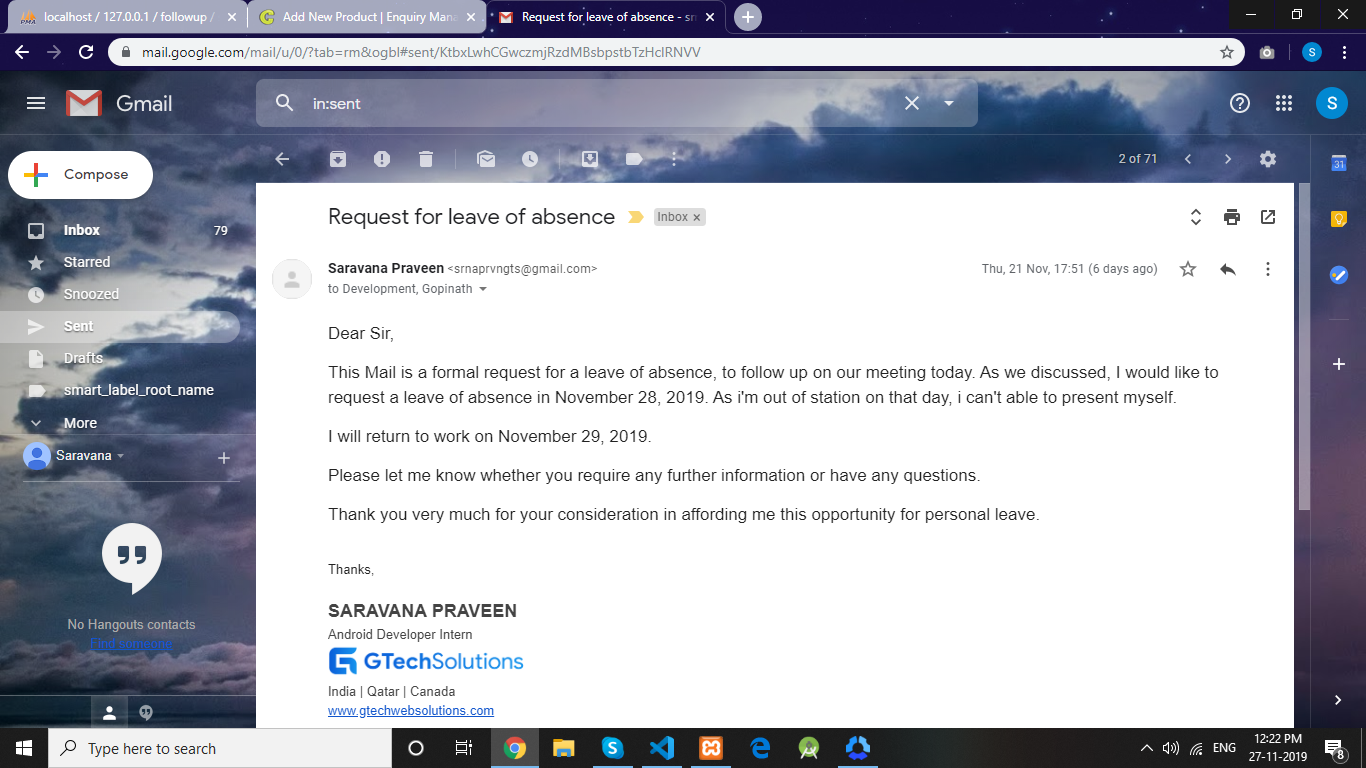 localhost / 127.0.0.1 / followup /
Add New Product | Enquiry Mana
Request for leave of absence - srn
mail.google.com/mail/u/0/?tab=rm&ogbl#sent/KtbxLwhCGwczmjRzdMBsbpstbTzHclRNVV
S
Gmail
in:sent
S
Compose
2 of 71
31
Request for leave of absence
Inbox ×
Inbox 79
Starred
Snoozed
Sent
Drafts
smart_label_root_name
More
Saravana
No Hangouts contacts
Find someone
Saravana Praveen <srnaprvngts@gmail.com>
Thu, 21 Nov, 17:51 (6 days ago)
to Development, Gopinath
Dear Sir,
This Mail is a formal request for a leave of absence, to follow up on our meeting today. As we discussed, I would like to
request a leave of absence in November 28, 2019. As i'm out of station on that day, i can't able to present myself.
I will return to work on November 29, 2019.
Please let me know whether you require any further information or have any questions.
Thank you very much for your consideration in affording me this opportunity for personal leave.
Thanks,
SARAVANA PRAVEEN
Android Developer Intern
GTechSolutions
India | Qatar | Canada
www.gtechwebsolutions.com
Type here to search
ENG
12:22 PM
27-11-2019
8